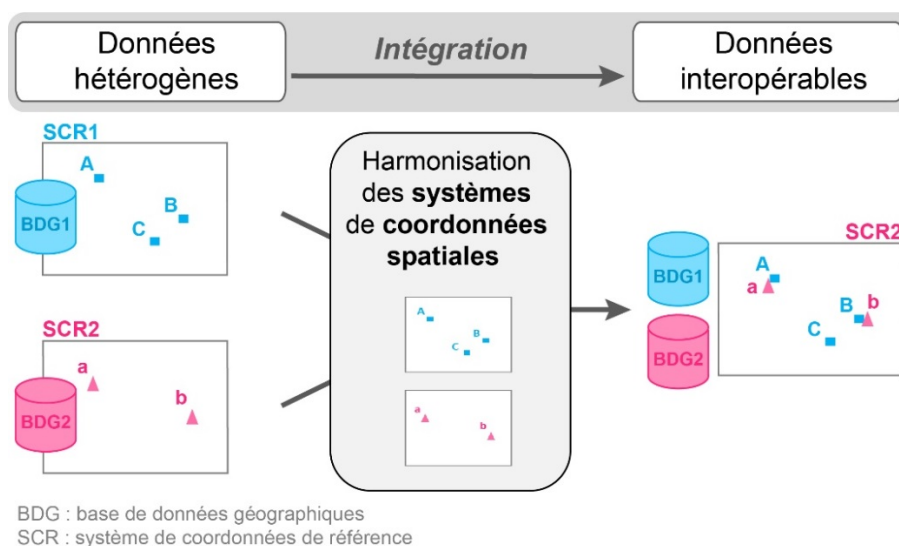 Données
hétérogènes
Intégration
Données
interopérables
SCR1
A
B
C
BDG1
SCR2
a
b
BDG2
Harmonisation
des systèmes
de coordonnées
spatiales
A
B
C
a
b
SCR2
BDG1
A
a
b
B
C
BDG2
BDG : base de données géographiques
SCR : système de coordonnées de référence